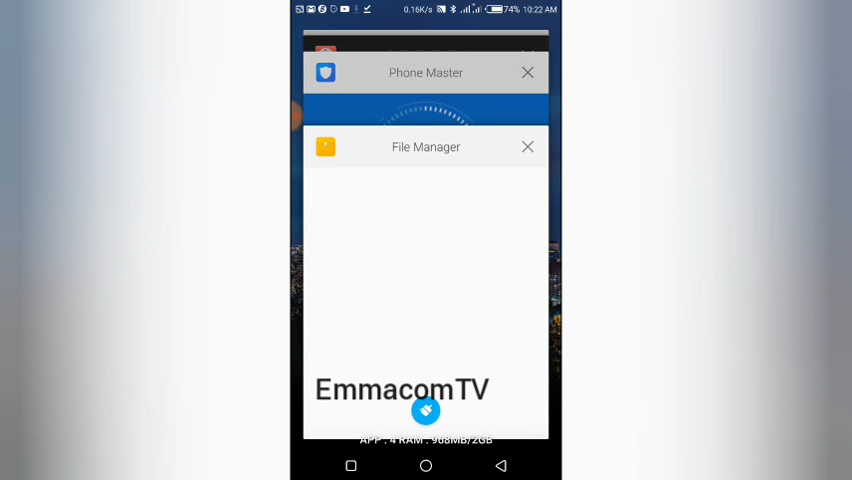 0.16K/s 74% 10:22 AM
Phone Master
File Manager
EmmacomTV
APP : 4 RAM : 968MB/2GB